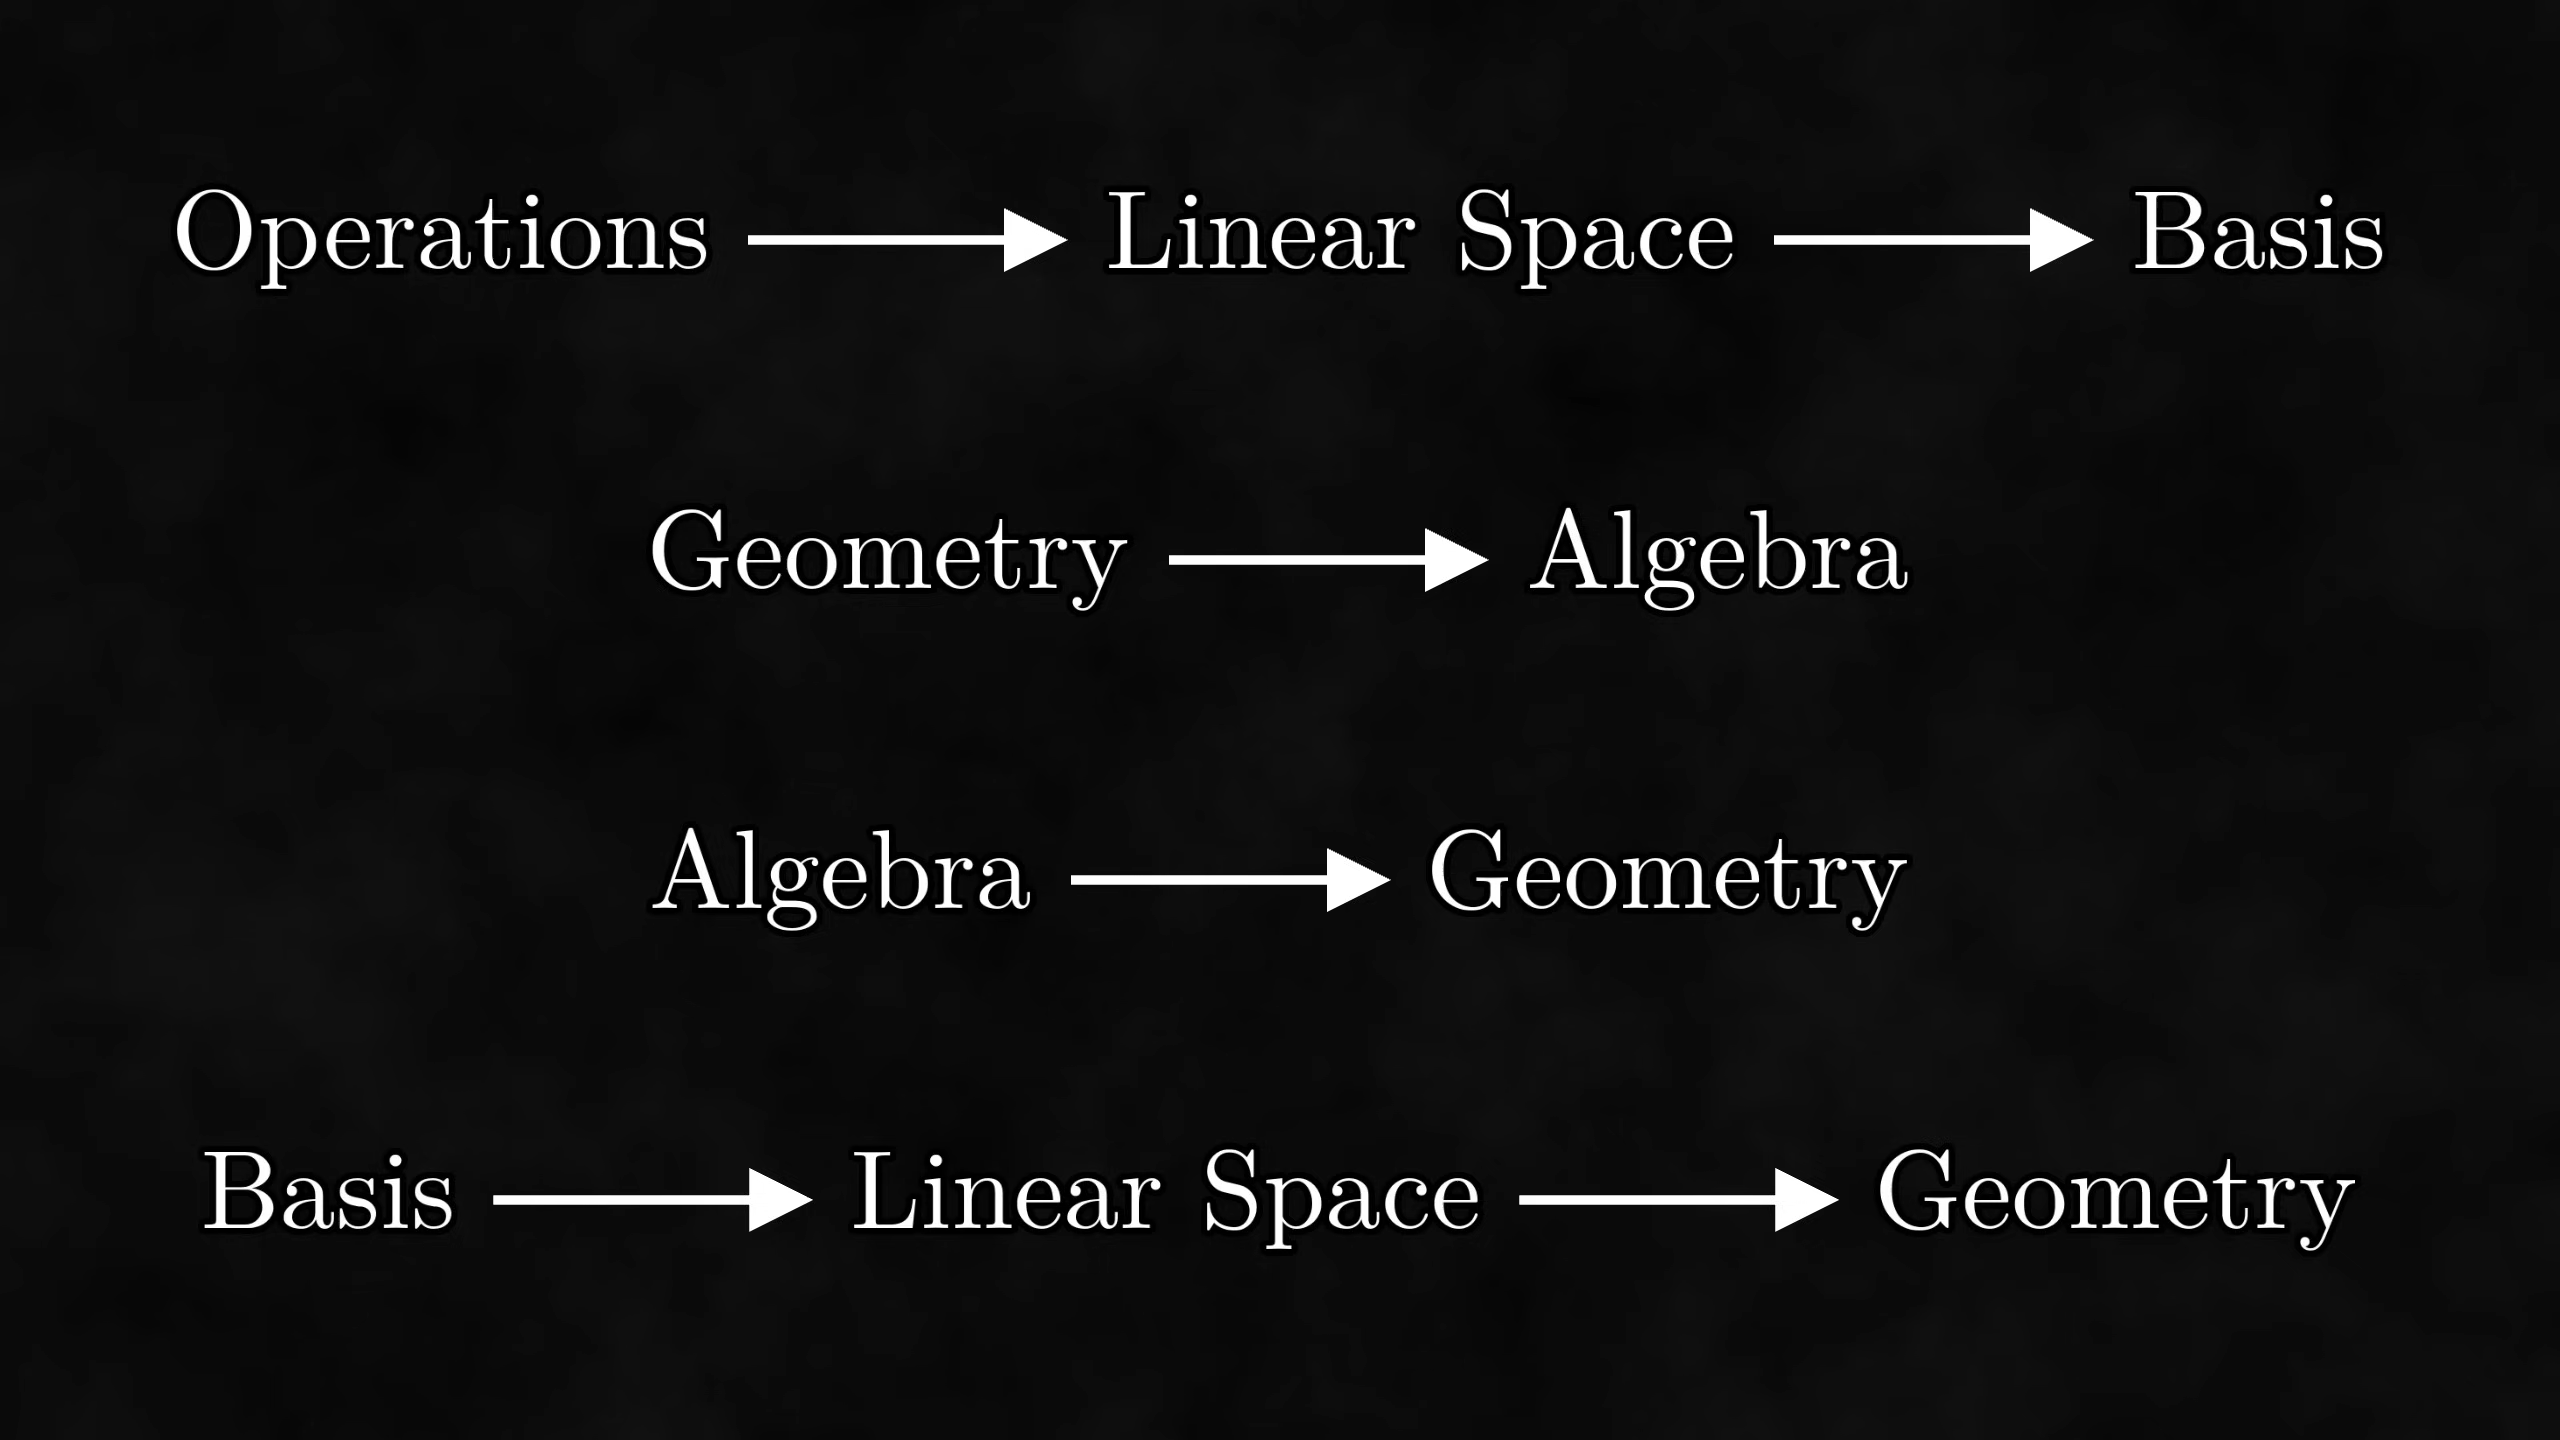 Operations → Linear Space → Basis
Geometry → Algebra
Algebra → Geometry
Basis → Linear Space → Geometry